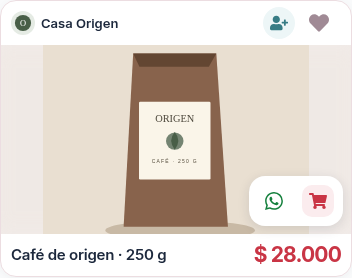 O
Casa Origen
ORIGEN
CAFÉ · 250 G
Café de origen · 250 g
$ 28.000